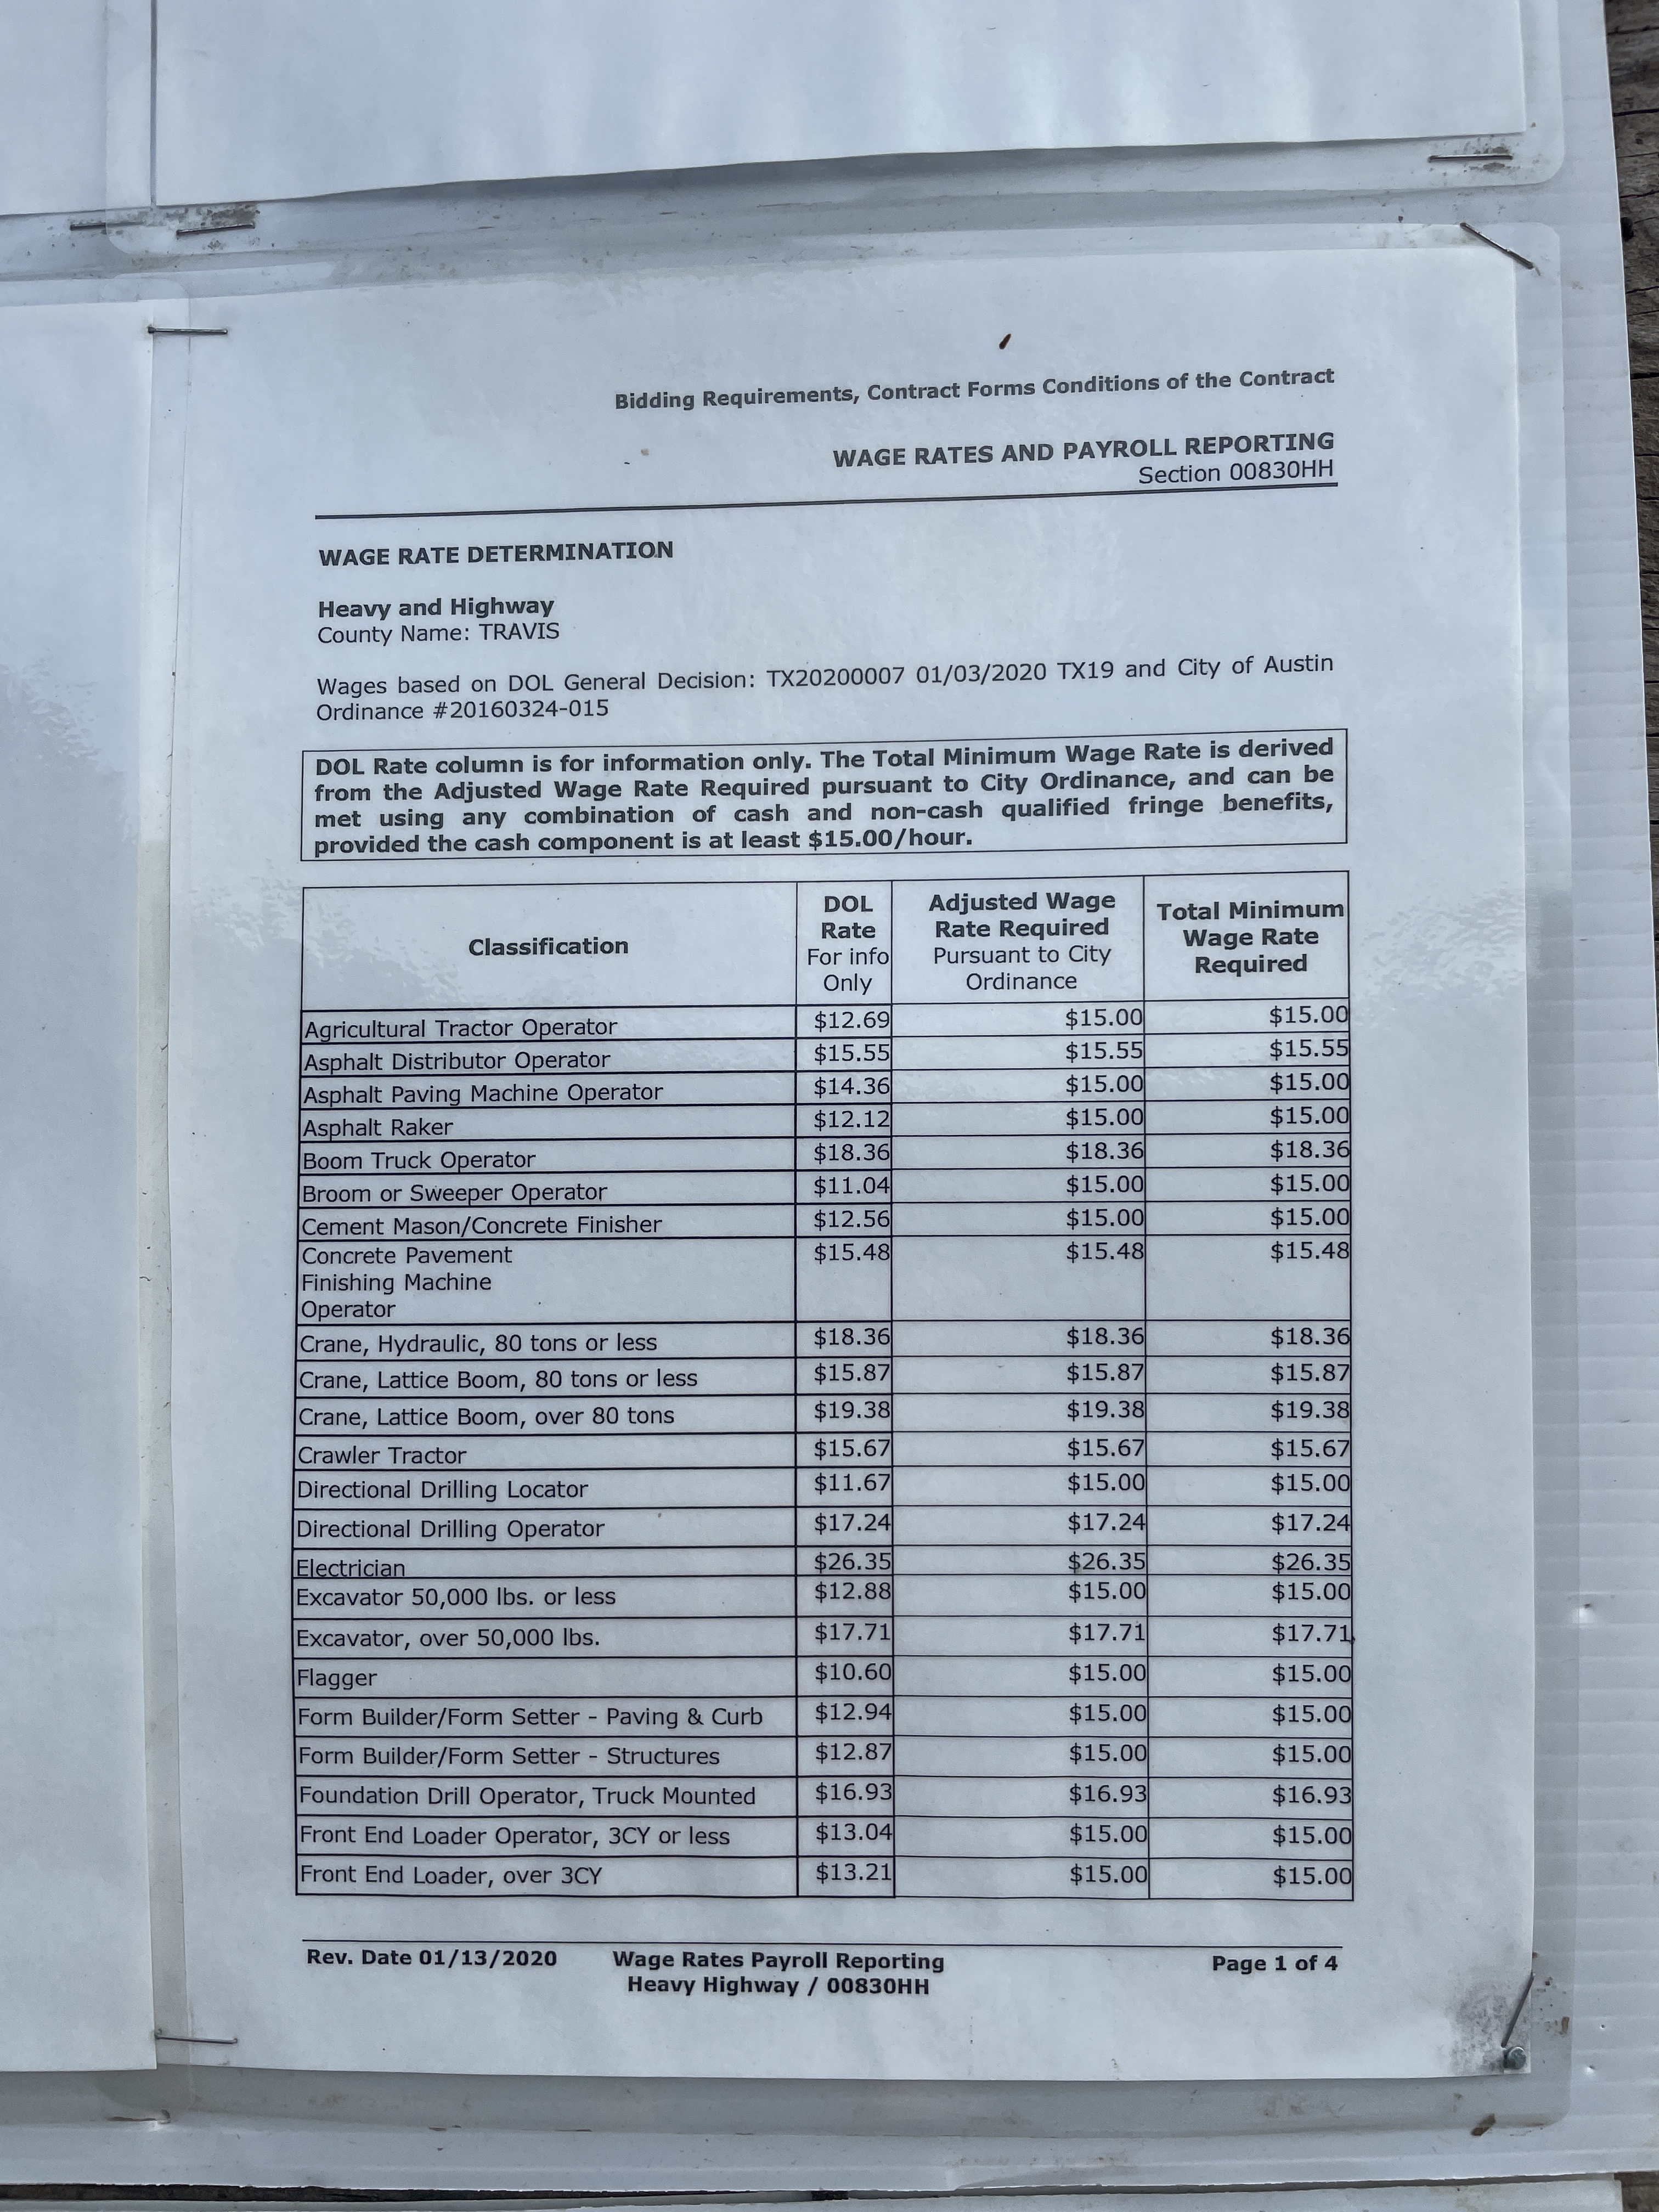 Bidding Requirements, Contract Forms Conditions of the Contract
WAGE RATES AND PAYROLL REPORTING
Section 00830HH
WAGE RATE DETERMINATION
Heavy and Highway
County Name: TRAVIS
Wages based on DOL General Decision: TX20200007 01/03/2020 TX19 and City of Austin
Ordinance #20160324-015
DOL Rate column is for information only. The Total Minimum Wage Rate is derived
from the Adjusted Wage Rate Required pursuant to City Ordinance, and can be
met using any combination of cash and non-cash qualified fringe benefits,
provided the cash component is at least $15.00/hour.
Classification
DOL
Rate
For info
Only
Adjusted Wage
Rate Required
Pursuant to City
Ordinance
Total Minimum
Wage Rate
Required
Agricultural Tractor Operator $12.69 $15.00 $15.00
Asphalt Distributor Operator $15.55 $15.55 $15.55
Asphalt Paving Machine Operator $14.36 $15.00 $15.00
Asphalt Raker $12.12 $15.00 $15.00
Boom Truck Operator $18.36 $18.36 $18.36
Broom or Sweeper Operator $11.04 $15.00 $15.00
Cement Mason/Concrete Finisher $12.56 $15.00 $15.00
Concrete Pavement $15.48 $15.48 $15.48
Finishing Machine
Operator
Crane, Hydraulic, 80 tons or less $18.36 $18.36 $18.36
Crane, Lattice Boom, 80 tons or less $15.87 $15.87 $15.87
Crane, Lattice Boom, over 80 tons $19.38 $19.38 $19.38
Crawler Tractor $15.67 $15.67 $15.67
Directional Drilling Locator $11.67 $15.00 $15.00
Directional Drilling Operator $17.24 $17.24 $17.24
Electrician $26.35 $26.35 $26.35
Excavator 50,000 lbs. or less $12.88 $15.00 $15.00
Excavator, over 50,000 lbs. $17.71 $17.71 $17.71
Flagger $10.60 $15.00 $15.00
Form Builder/Form Setter - Paving & Curb $12.94 $15.00 $15.00
Form Builder/Form Setter - Structures $12.87 $15.00 $15.00
Foundation Drill Operator, Truck Mounted $16.93 $16.93 $16.93
Front End Loader Operator, 3CY or less $13.04 $15.00 $15.00
Front End Loader, over 3CY $13.21 $15.00 $15.00
Rev. Date 01/13/2020 Wage Rates Payroll Reporting Page 1 of 4
Heavy Highway / 00830HH